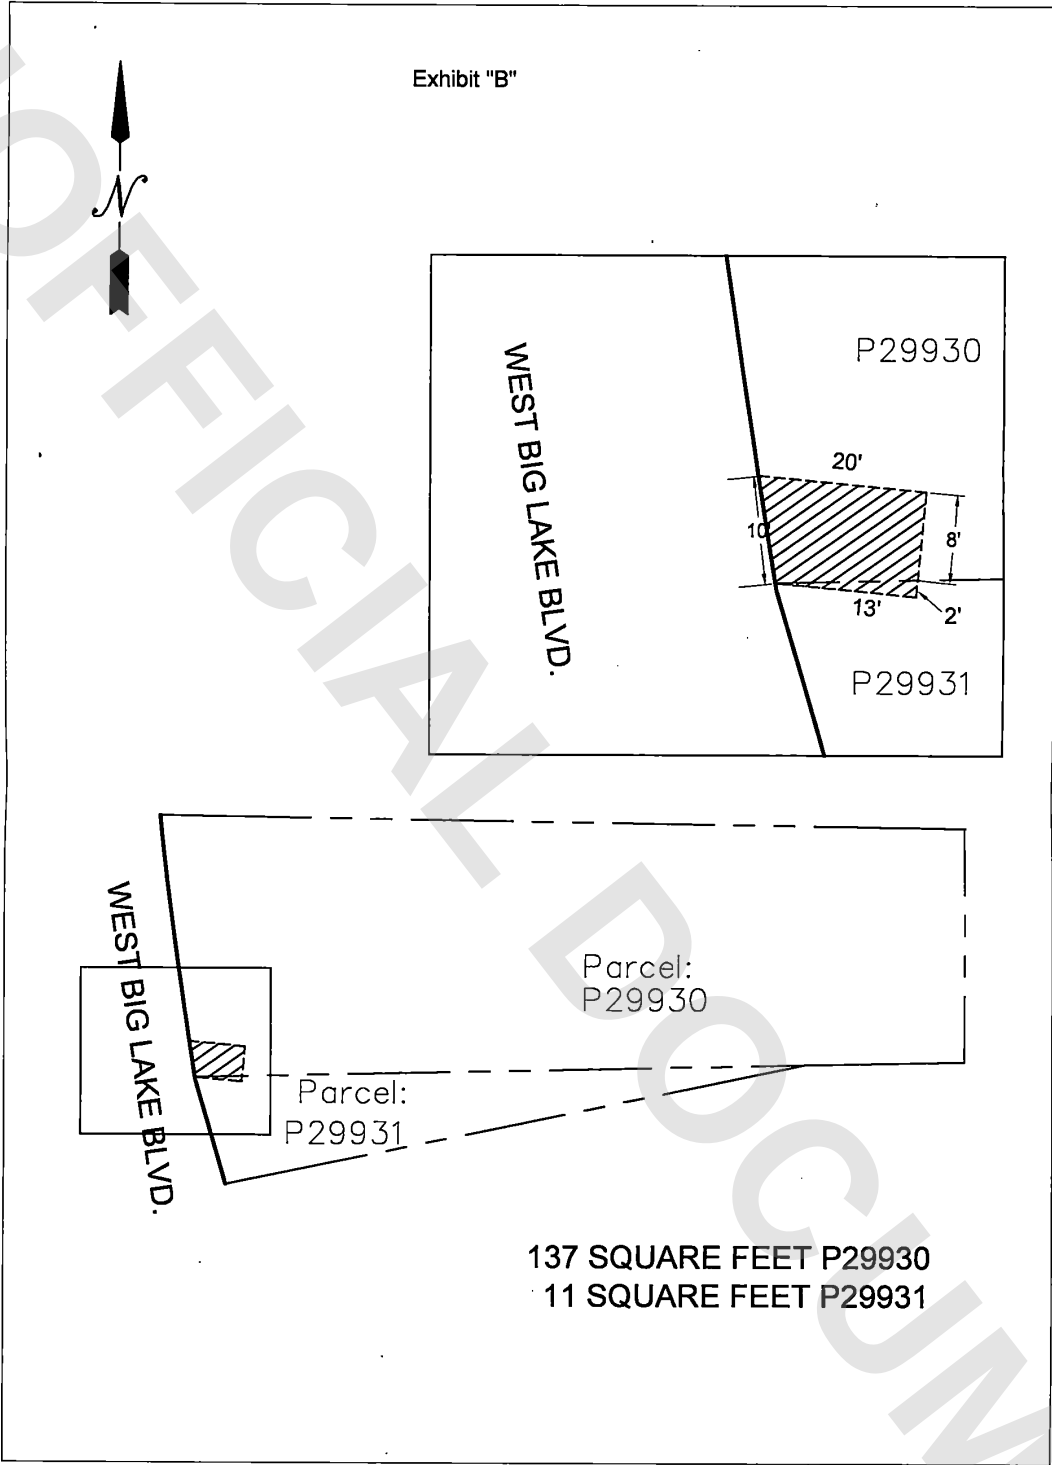 Exhibit "B"
N
P29930
WEST BIG LAKE BLVD.
20'
10'
8'
13'
2'
P29931
WEST BIG LAKE BLVD.
Parcel:
P29930
Parcel:
P29931
137 SQUARE FEET P29930
11 SQUARE FEET P29931
OFFICIAL DOCUM